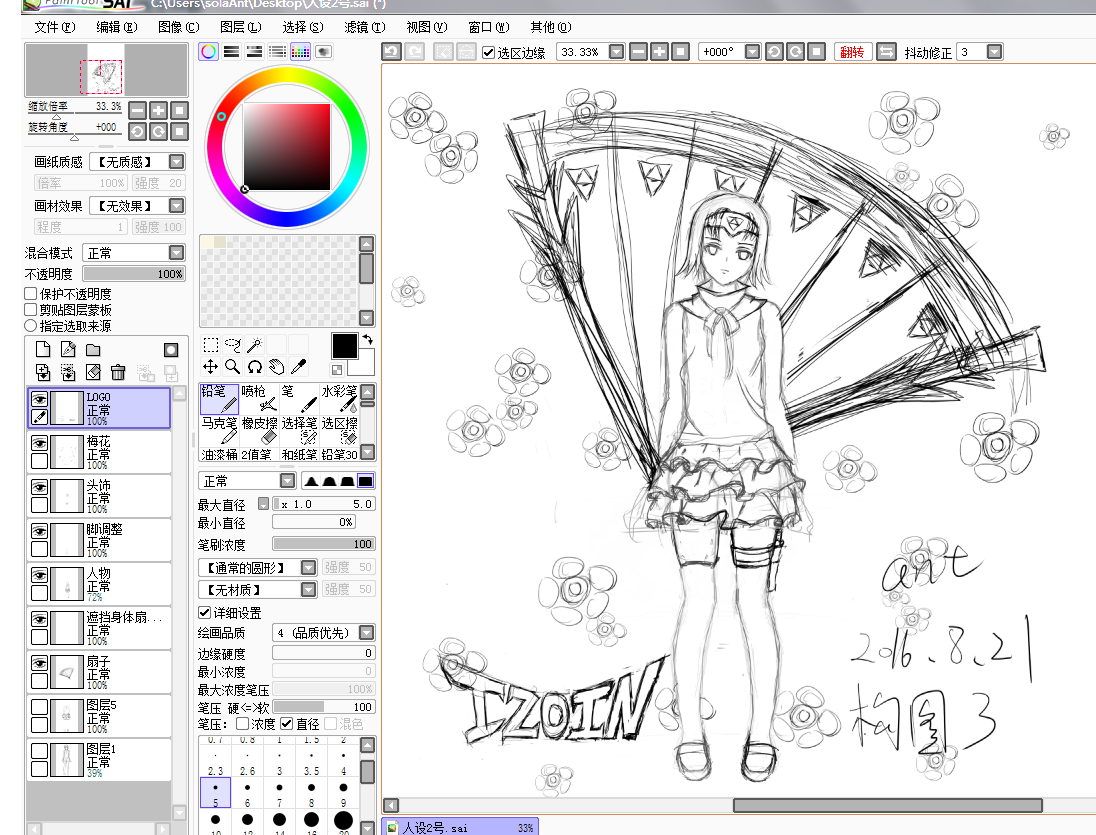 PaintTool SAI C:\Users\solaAnt\Desktop\人设2号.sai (*)
文件(F) 编辑(E) 图像(C) 图层(L) 选择(S) 滤镜(T) 视图(V) 窗口(W) 其他(O)
选区边缘 33.33% +000° 翻转 抖动修正 3
缩放倍率 33.3%
旋转角度 +000
画纸质感 【无质感】
倍率 100% 强度 20
画材效果 【无效果】
程度 1 强度 100
混合模式 正常
不透明度 100%
保护不透明度
剪贴图层蒙板
指定选取来源
LOGO
正常
100%
梅花
正常
100%
头饰
正常
100%
脚调整
正常
100%
人物
正常
72%
遮挡身体扇...
正常
100%
扇子
正常
100%
图层5
正常
100%
图层1
正常
39%
铅笔 喷枪 笔 水彩笔
马克笔 橡皮擦 选择笔 选区擦
油漆桶 2值笔 和纸笔 铅笔30
正常
最大直径 x 1.0 5.0
最小直径 0%
笔刷浓度 100
【通常的圆形】 强度 50
【无材质】 强度 50
详细设置
绘画品质 4 (品质优先)
边缘硬度 0
最小浓度 0
最大浓度笔压 100%
笔压 硬<=>软 100
笔压: 浓度 直径 混色
0.7 0.8 1 1.5 2
2.3 2.6 3 3.5 4
5 6 7 8 9
10 12 14 16 20
ant
2016.8.21
构图3
IZOIN
人设2号.sai 33%